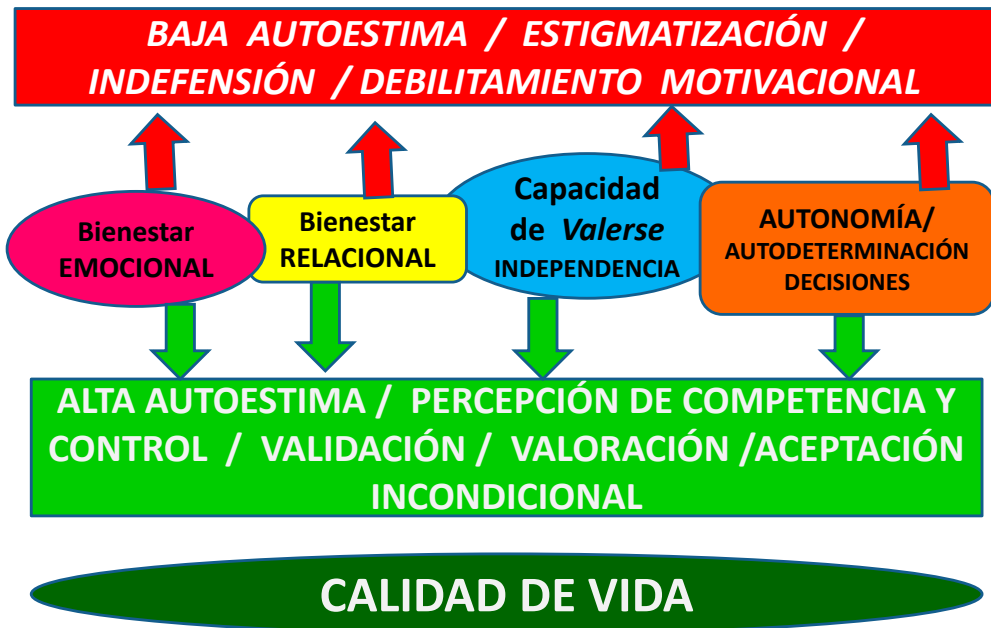 BAJA AUTOESTIMA / ESTIGMATIZACIÓN /
INDEFENSIÓN / DEBILITAMIENTO MOTIVACIONAL
Bienestar
EMOCIONAL
Bienestar
RELACIONAL
Capacidad
de Valerse
INDEPENDENCIA
AUTONOMÍA/
AUTODETERMINACIÓN
DECISIONES
ALTA AUTOESTIMA / PERCEPCIÓN DE COMPETENCIA Y
CONTROL / VALIDACIÓN / VALORACIÓN /ACEPTACIÓN
INCONDICIONAL
CALIDAD DE VIDA